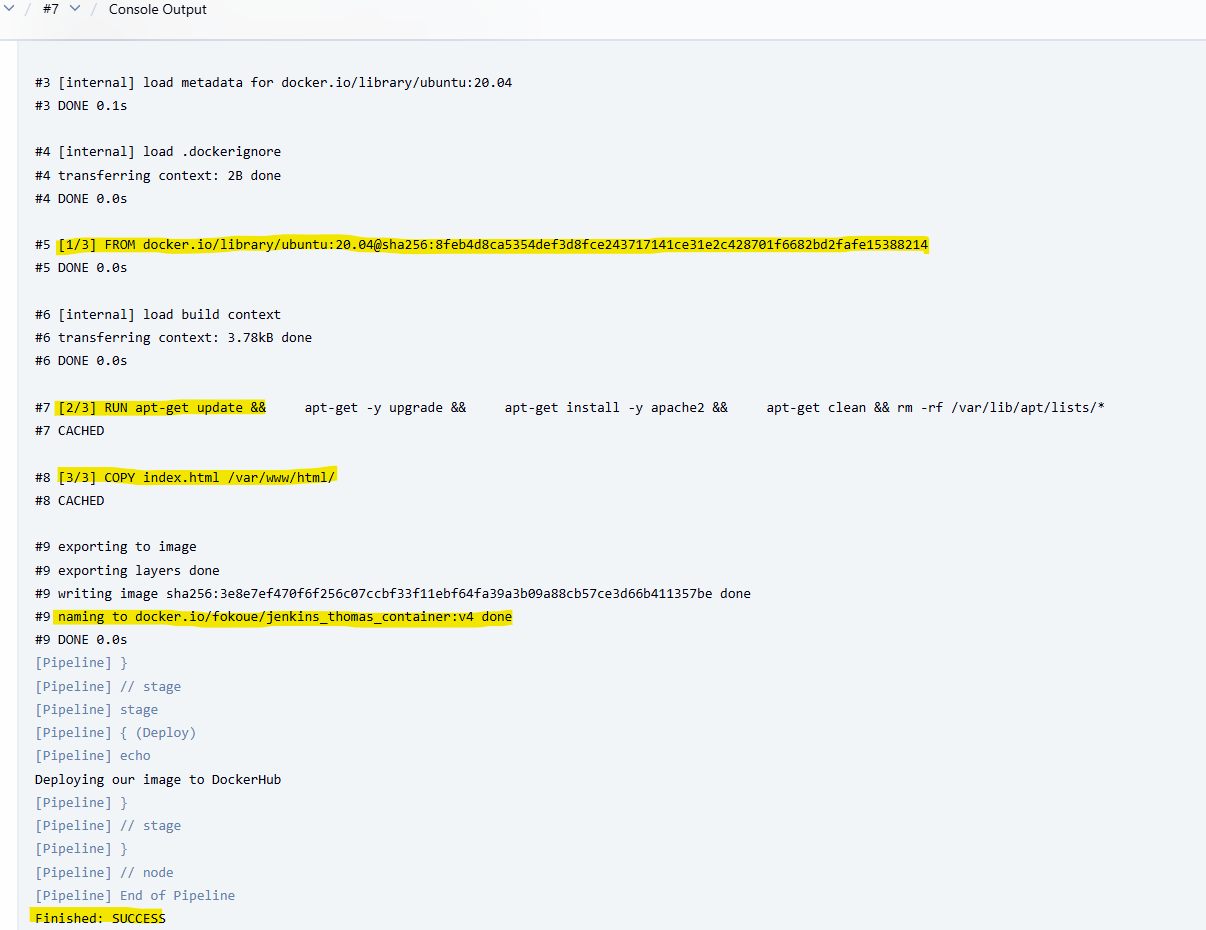 / #7 / Console Output
#3 [internal] load metadata for docker.io/library/ubuntu:20.04
#3 DONE 0.1s
#4 [internal] load .dockerignore
#4 transferring context: 2B done
#4 DONE 0.0s
#5 [1/3] FROM docker.io/library/ubuntu:20.04@sha256:8feb4d8ca5354def3d8fce243717141ce31e2c428701f6682bd2fafe15388214
#5 DONE 0.0s
#6 [internal] load build context
#6 transferring context: 3.78kB done
#6 DONE 0.0s
#7 [2/3] RUN apt-get update &&     apt-get -y upgrade &&     apt-get install -y apache2 &&     apt-get clean && rm -rf /var/lib/apt/lists/*
#7 CACHED
#8 [3/3] COPY index.html /var/www/html/
#8 CACHED
#9 exporting to image
#9 exporting layers done
#9 writing image sha256:3e8e7ef470f6f256c07ccbf33f11ebf64fa39a3b09a88cb57ce3d66b411357be done
#9 naming to docker.io/fokoue/jenkins_thomas_container:v4 done
#9 DONE 0.0s
[Pipeline] }
[Pipeline] // stage
[Pipeline] stage
[Pipeline] { (Deploy)
[Pipeline] echo
Deploying our image to DockerHub
[Pipeline] }
[Pipeline] // stage
[Pipeline] }
[Pipeline] // node
[Pipeline] End of Pipeline
Finished: SUCCESS